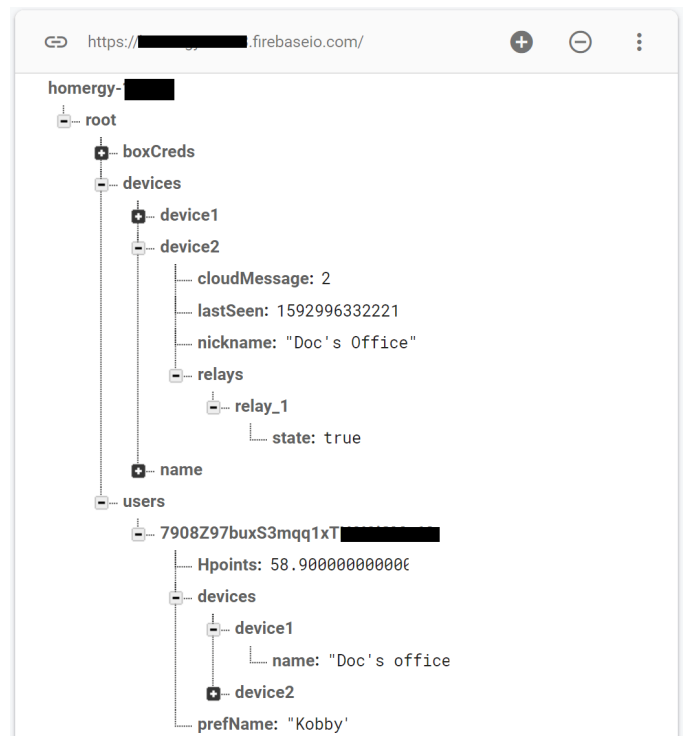 https:// .firebaseio.com/
homergy-
root
boxCreds
devices
device1
device2
cloudMessage: 2
lastSeen: 1592996332221
nickname: "Doc's Office"
relays
relay_1
state: true
name
users
7908Z97buxS3mqq1xT
Hpoints: 58.90000000000
devices
device1
name: "Doc's office
device2
prefName: "Kobby'